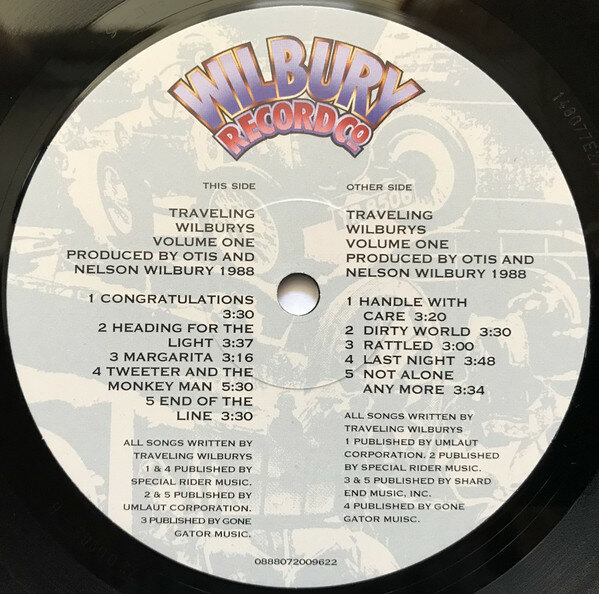 WILBURY
RECORD CO
THIS SIDE
TRAVELING
WILBURYS
VOLUME ONE
PRODUCED BY OTIS AND
NELSON WILBURY 1988
1 CONGRATULATIONS
3:30
2 HEADING FOR THE
LIGHT 3:37
3 MARGARITA 3:16
4 TWEETER AND THE
MONKEY MAN 5:30
5 END OF THE
LINE 3:30
ALL SONGS WRITTEN BY
TRAVELING WILBURYS
1 & 4 PUBLISHED BY
SPECIAL RIDER MUSIC.
2 & 5 PUBLISHED BY
UMLAUT CORPORATION.
3 PUBLISHED BY GONE
GATOR MUSIC.
OTHER SIDE
TRAVELING
WILBURYS
VOLUME ONE
PRODUCED BY OTIS AND
NELSON WILBURY 1988
1 HANDLE WITH
CARE 3:20
2 DIRTY WORLD 3:30
3 RATTLED 3:00
4 LAST NIGHT 3:48
5 NOT ALONE
ANY MORE 3:34
ALL SONGS WRITTEN BY
TRAVELING WILBURYS
1 PUBLISHED BY UMLAUT
CORPORATION. 2 PUBLISHED
BY SPECIAL RIDER MUSIC.
3 & 5 PUBLISHED BY SHARD
END MUSIC, INC.
4 PUBLISHED BY GONE
GATOR MUISC.
0888072009622